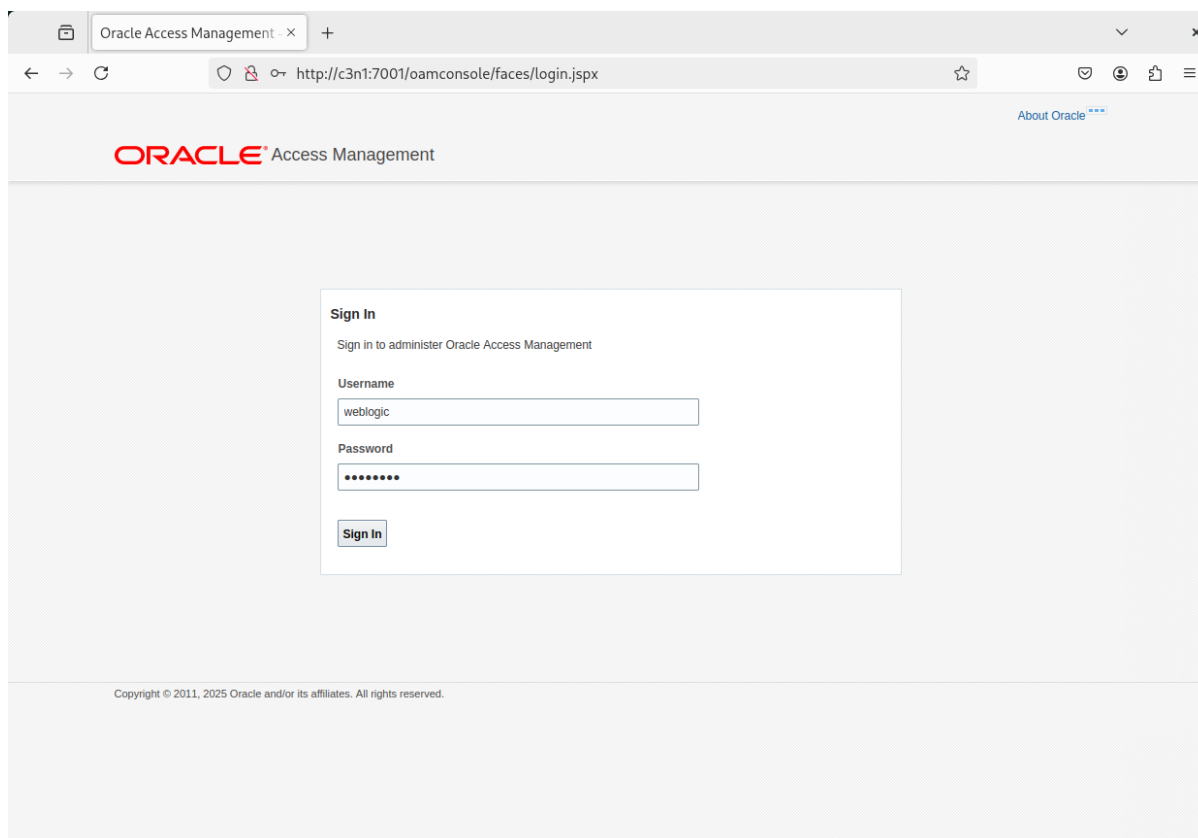 Oracle Access Management -
http://c3n1:7001/oamconsole/faces/login.jspx
About Oracle
ORACLE Access Management
Sign In
Sign in to administer Oracle Access Management
Username
weblogic
Password
••••••••
Sign In
Copyright © 2011, 2025 Oracle and/or its affiliates. All rights reserved.